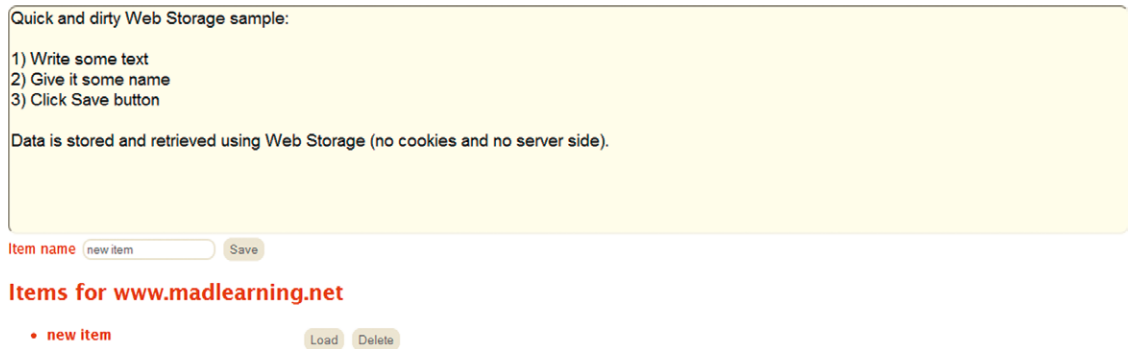 Quick and dirty Web Storage sample:
1) Write some text
2) Give it some name
3) Click Save button
Data is stored and retrieved using Web Storage (no cookies and no server side).
Item name new item Save
Items for www.madlearning.net
• new item Load Delete